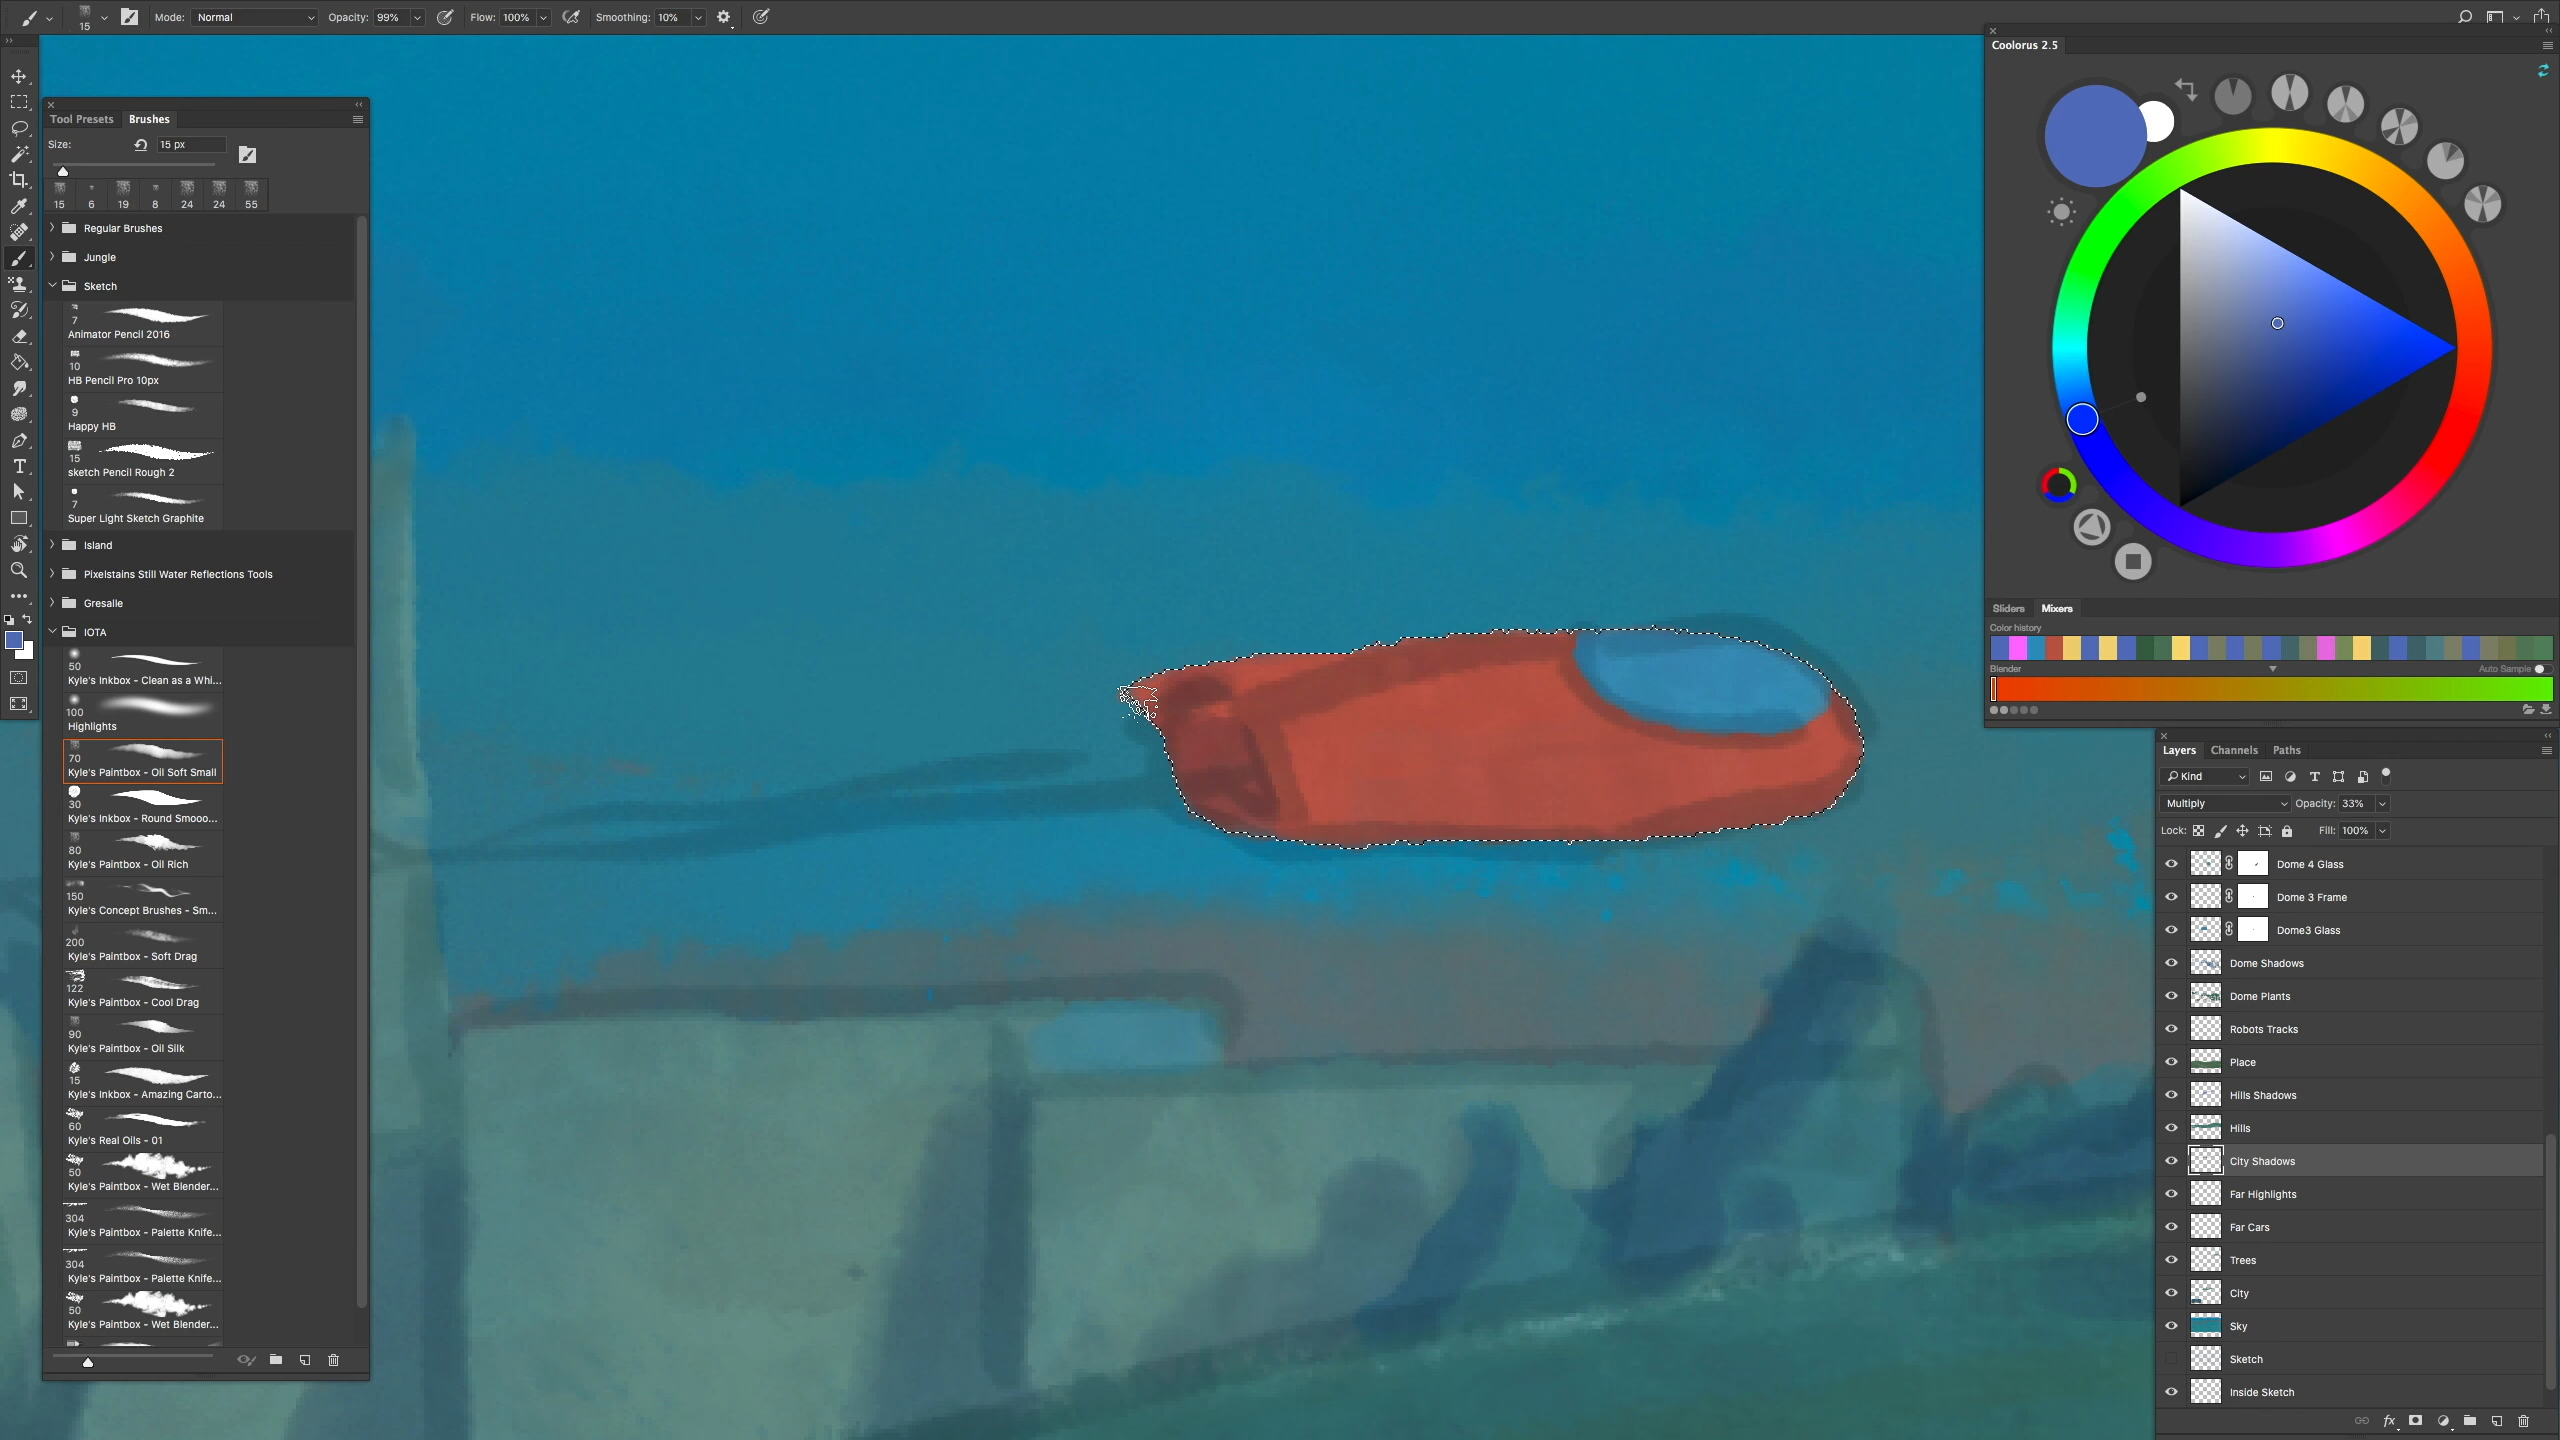 15
Mode: Normal
Opacity: 99%
Flow: 100%
Smoothing: 10%
Tool Presets
Brushes
Size:
15 px
15 6 19 8 24 24 55
Regular Brushes
Jungle
Sketch
7
Animator Pencil 2016
10
HB Pencil Pro 10px
9
Happy HB
15
sketch Pencil Rough 2
7
Super Light Sketch Graphite
Island
Pixelstains Still Water Reflections Tools
Gresalle
IOTA
50
Kyle's Inkbox - Clean as a Whi...
100
Highlights
70
Kyle's Paintbox - Oil Soft Small
30
Kyle's Inkbox - Round Smooo...
80
Kyle's Paintbox - Oil Rich
150
Kyle's Concept Brushes - Sm...
200
Kyle's Paintbox - Soft Drag
122
Kyle's Paintbox - Cool Drag
90
Kyle's Paintbox - Oil Silk
15
Kyle's Inkbox - Amazing Carto...
60
Kyle's Real Oils - 01
50
Kyle's Paintbox - Wet Blender...
304
Kyle's Paintbox - Palette Knife...
304
Kyle's Paintbox - Palette Knife...
50
Kyle's Paintbox - Wet Blender...
Coolorus 2.5
Sliders
Mixers
Color history
Blender
Auto Sample
Layers
Channels
Paths
Kind
Multiply
Opacity: 33%
Lock:
Fill: 100%
Dome 4 Glass
Dome 3 Frame
Dome3 Glass
Dome Shadows
Dome Plants
Robots Tracks
Place
Hills Shadows
Hills
City Shadows
Far Highlights
Far Cars
Trees
City
Sky
Sketch
Inside Sketch
fx